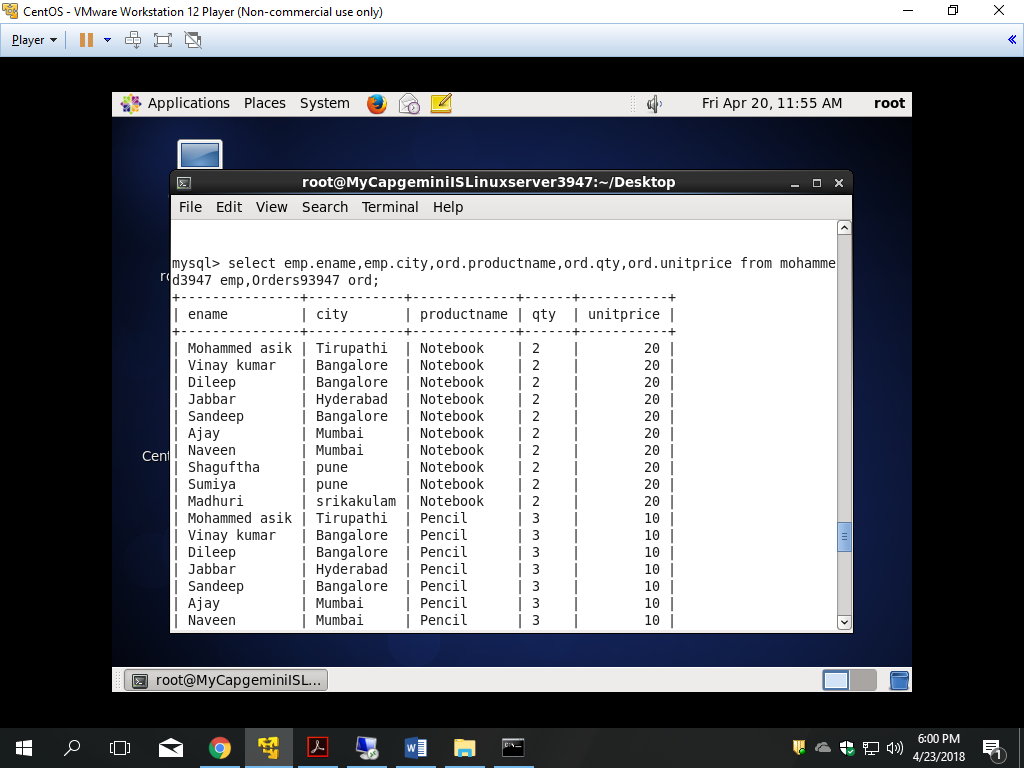 CentOS - VMware Workstation 12 Player (Non-commercial use only)
Player
Applications Places System Fri Apr 20, 11:55 AM root
root@MyCapgeminiISLinuxserver3947:~/Desktop
File Edit View Search Terminal Help
mysql> select emp.ename,emp.city,ord.productname,ord.qty,ord.unitprice from mohamme
d3947 emp,Orders93947 ord;
+---------------+------------+-------------+------+-----------+
| ename         | city       | productname | qty  | unitprice |
+---------------+------------+-------------+------+-----------+
| Mohammed asik | Tirupathi  | Notebook    | 2    |        20 |
| Vinay kumar   | Bangalore  | Notebook    | 2    |        20 |
| Dileep        | Bangalore  | Notebook    | 2    |        20 |
| Jabbar        | Hyderabad  | Notebook    | 2    |        20 |
| Sandeep       | Bangalore  | Notebook    | 2    |        20 |
| Ajay          | Mumbai     | Notebook    | 2    |        20 |
| Naveen        | Mumbai     | Notebook    | 2    |        20 |
| Shaguftha     | pune       | Notebook    | 2    |        20 |
| Sumiya        | pune       | Notebook    | 2    |        20 |
| Madhuri       | srikakulam | Notebook    | 2    |        20 |
| Mohammed asik | Tirupathi  | Pencil      | 3    |        10 |
| Vinay kumar   | Bangalore  | Pencil      | 3    |        10 |
| Dileep        | Bangalore  | Pencil      | 3    |        10 |
| Jabbar        | Hyderabad  | Pencil      | 3    |        10 |
| Sandeep       | Bangalore  | Pencil      | 3    |        10 |
| Ajay          | Mumbai     | Pencil      | 3    |        10 |
| Naveen        | Mumbai     | Pencil      | 3    |        10 |
root@MyCapgeminiISL...
6:00 PM
4/23/2018
1